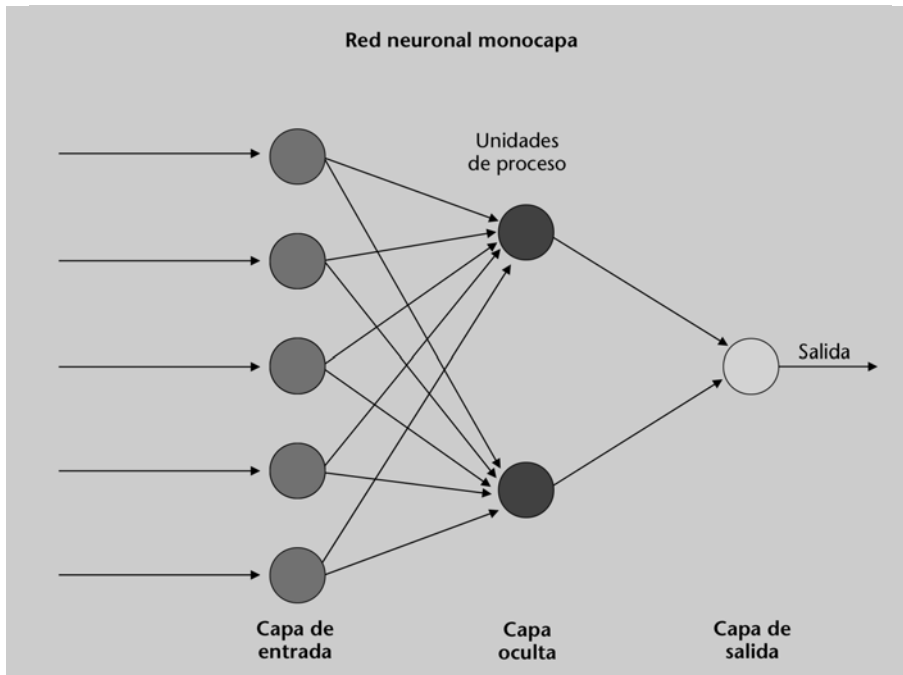 Red neuronal monocapa
Unidades
de proceso
Salida
Capa de
entrada
Capa
oculta
Capa de
salida